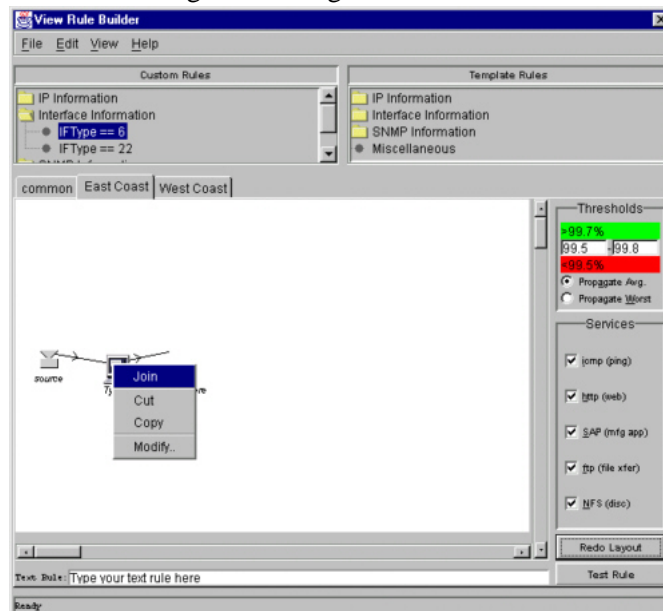 View Rule Builder
File Edit View Help
Custom Rules
Template Rules
IP Information
Interface Information
IFType == 6
IFType == 22
IP Information
Interface Information
SNMP Information
Miscellaneous
common East Coast West Coast
Thresholds
>99.7%
99.5 - 99.8
<99.5%
Propagate Avg.
Propagate Worst
Services
icmp (ping)
http (web)
SAP (mfg app)
ftp (file xfer)
NFS (disc)
source
Join
Cut
Copy
Modify..
Redo Layout
Text Rule: Type your text rule here
Test Rule
Ready